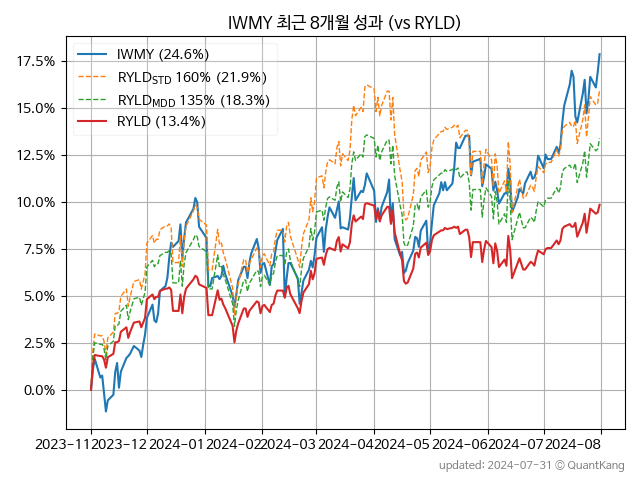 IWMY 최근 8개월 성과 (vs RYLD)
IWMY (24.6%)
RYLD_STD 160% (21.9%)
RYLD_MDD 135% (18.3%)
RYLD (13.4%)
17.5%
15.0%
12.5%
10.0%
7.5%
5.0%
2.5%
0.0%
2023-11 2023-12 2024-01 2024-02 2024-03 2024-04 2024-05 2024-06 2024-07 2024-08
updated: 2024-07-31 © QuantKang